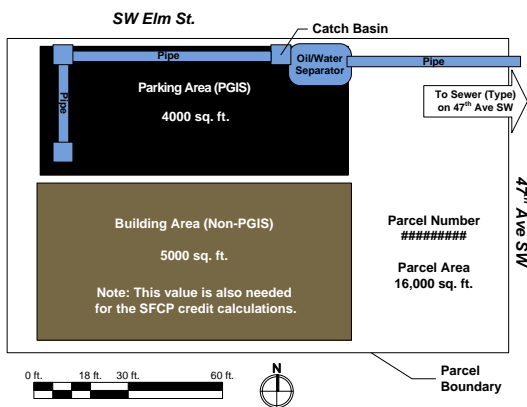 SW Elm St.
Catch Basin
Pipe
Oil/Water
Separator
Pipe
Pipe
Parking Area (PGIS)
4000 sq. ft.
To Sewer (Type)
on 47th Ave SW
47th Ave SW
Building Area (Non-PGIS)
5000 sq. ft.
Note: This value is also needed
for the SFCP credit calculations.
Parcel Number
#########
Parcel Area
16,000 sq. ft.
0 ft.
18 ft.
30 ft.
60 ft.
N
Parcel
Boundary